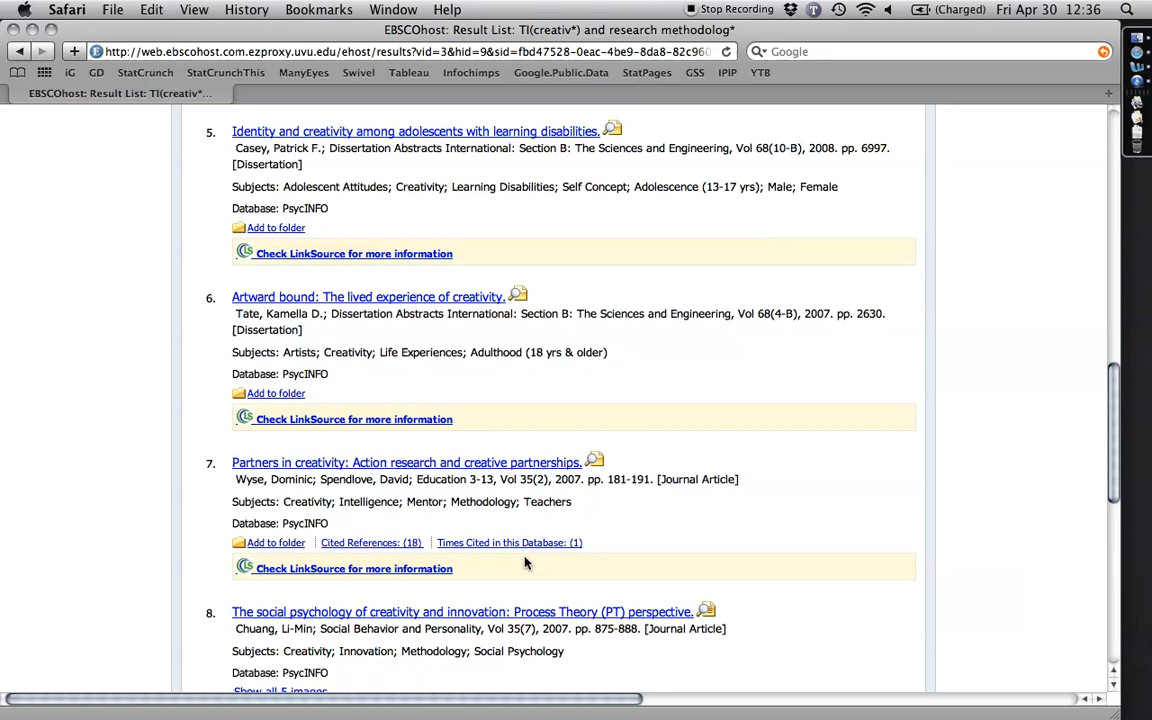 Safari File Edit View History Bookmarks Window Help Stop Recording (Charged) Fri Apr 30 12:36
EBSCOhost: Result List: TI(creativ*) and research methodolog*
http://web.ebscohost.com.ezproxy.uvu.edu/ehost/results?vid=3&hid=9&sid=fbd47528-0eac-4be9-8da8-82c960 Google
iG GD StatCrunch StatCrunchThis ManyEyes Swivel Tableau Infochimps Google.Public.Data StatPages GSS IPIP YTB
EBSCOhost: Result List: TI(creativ*...
5. Identity and creativity among adolescents with learning disabilities.
Casey, Patrick F.; Dissertation Abstracts International: Section B: The Sciences and Engineering, Vol 68(10-B), 2008. pp. 6997.
[Dissertation]
Subjects: Adolescent Attitudes; Creativity; Learning Disabilities; Self Concept; Adolescence (13-17 yrs); Male; Female
Database: PsycINFO
Add to folder
LS Check LinkSource for more information
6. Artward bound: The lived experience of creativity.
Tate, Kamella D.; Dissertation Abstracts International: Section B: The Sciences and Engineering, Vol 68(4-B), 2007. pp. 2630.
[Dissertation]
Subjects: Artists; Creativity; Life Experiences; Adulthood (18 yrs & older)
Database: PsycINFO
Add to folder
LS Check LinkSource for more information
7. Partners in creativity: Action research and creative partnerships.
Wyse, Dominic; Spendlove, David; Education 3-13, Vol 35(2), 2007. pp. 181-191. [Journal Article]
Subjects: Creativity; Intelligence; Mentor; Methodology; Teachers
Database: PsycINFO
Add to folder Cited References: (18) Times Cited in this Database: (1)
LS Check LinkSource for more information
8. The social psychology of creativity and innovation: Process Theory (PT) perspective.
Chuang, Li-Min; Social Behavior and Personality, Vol 35(7), 2007. pp. 875-888. [Journal Article]
Subjects: Creativity; Innovation; Methodology; Social Psychology
Database: PsycINFO
Show all 5 images